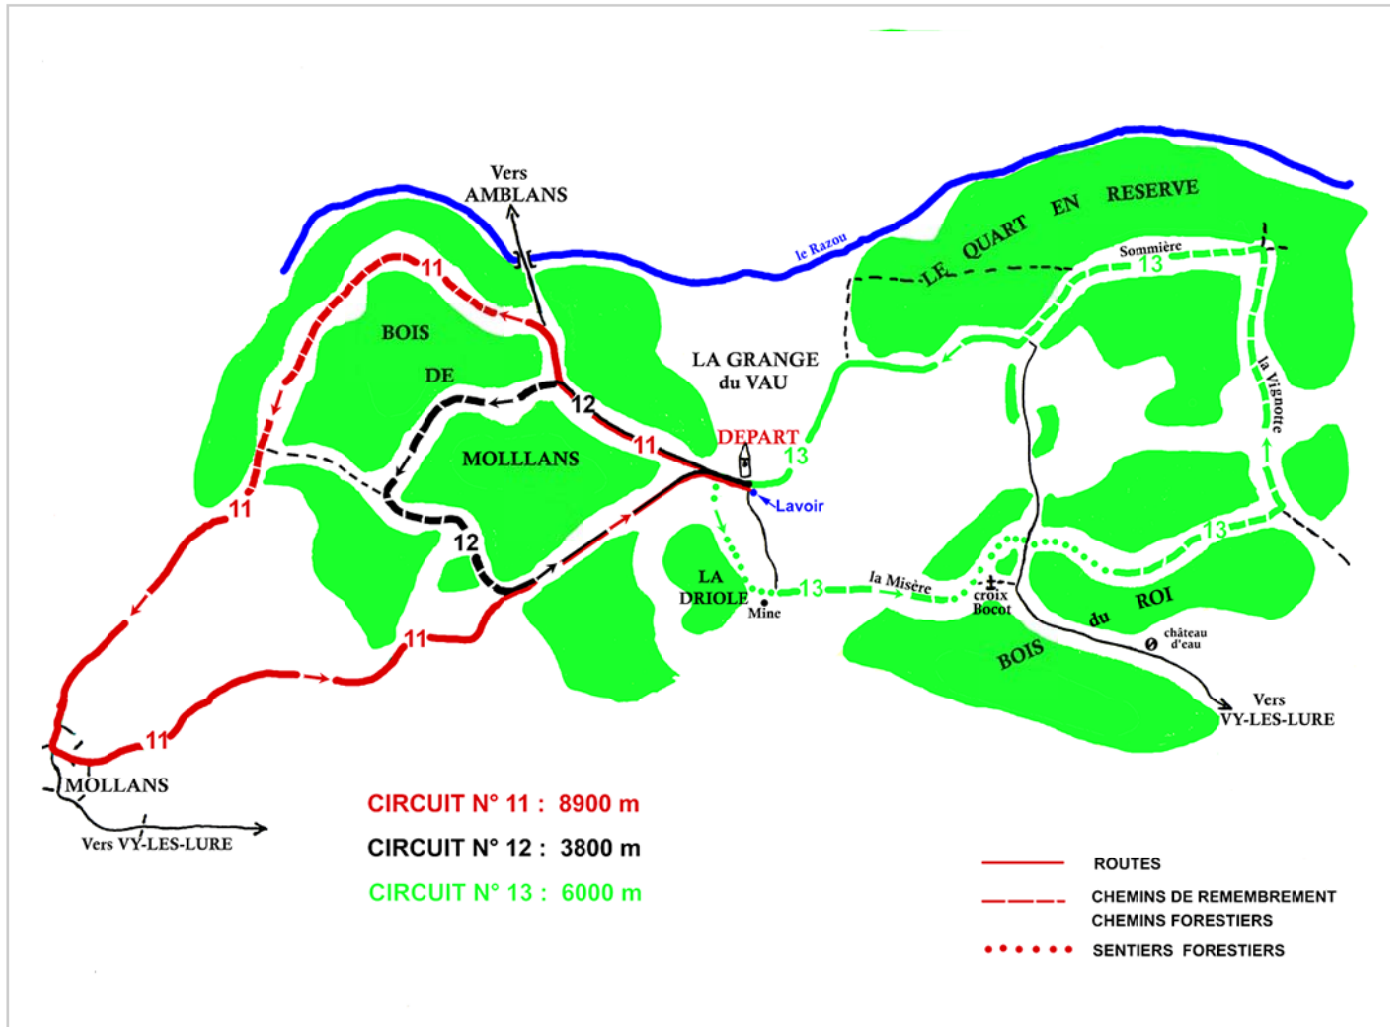 Vers
AMBLANS
le Razou
LE QUART EN RESERVE
Sommière
13
11
BOIS
DE
MOLLLANS
12
11
LA GRANGE
du VAU
DEPART
13
Lavoir
la Vignotte
11
12
13
LA
DRIOLE
Mine
13
la Misère
croix
Bocot
BOIS du ROI
château
d'eau
Vers
VY-LES-LURE
11
11
MOLLANS
Vers VY-LES-LURE
CIRCUIT N° 11 : 8900 m
CIRCUIT N° 12 : 3800 m
CIRCUIT N° 13 : 6000 m
ROUTES
CHEMINS DE REMEMBREMENT
CHEMINS FORESTIERS
SENTIERS FORESTIERS